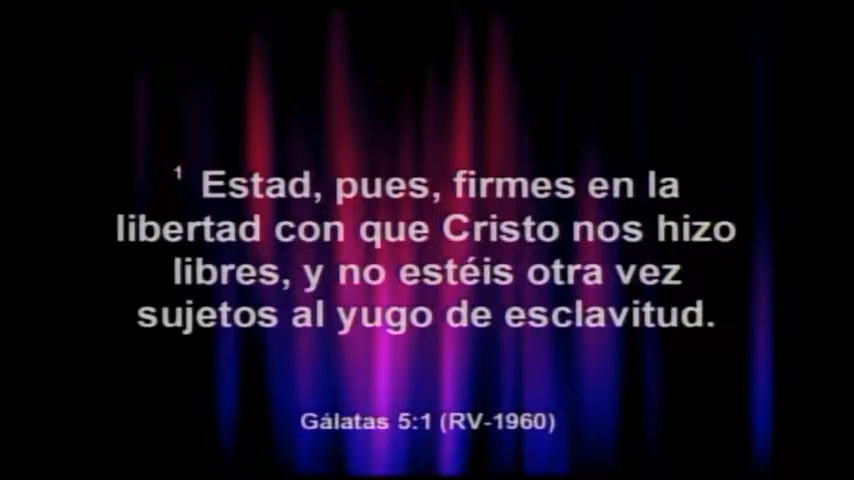 1 Estad, pues, firmes en la
libertad con que Cristo nos hizo
libres, y no estéis otra vez
sujetos al yugo de esclavitud.
Gálatas 5:1 (RV-1960)